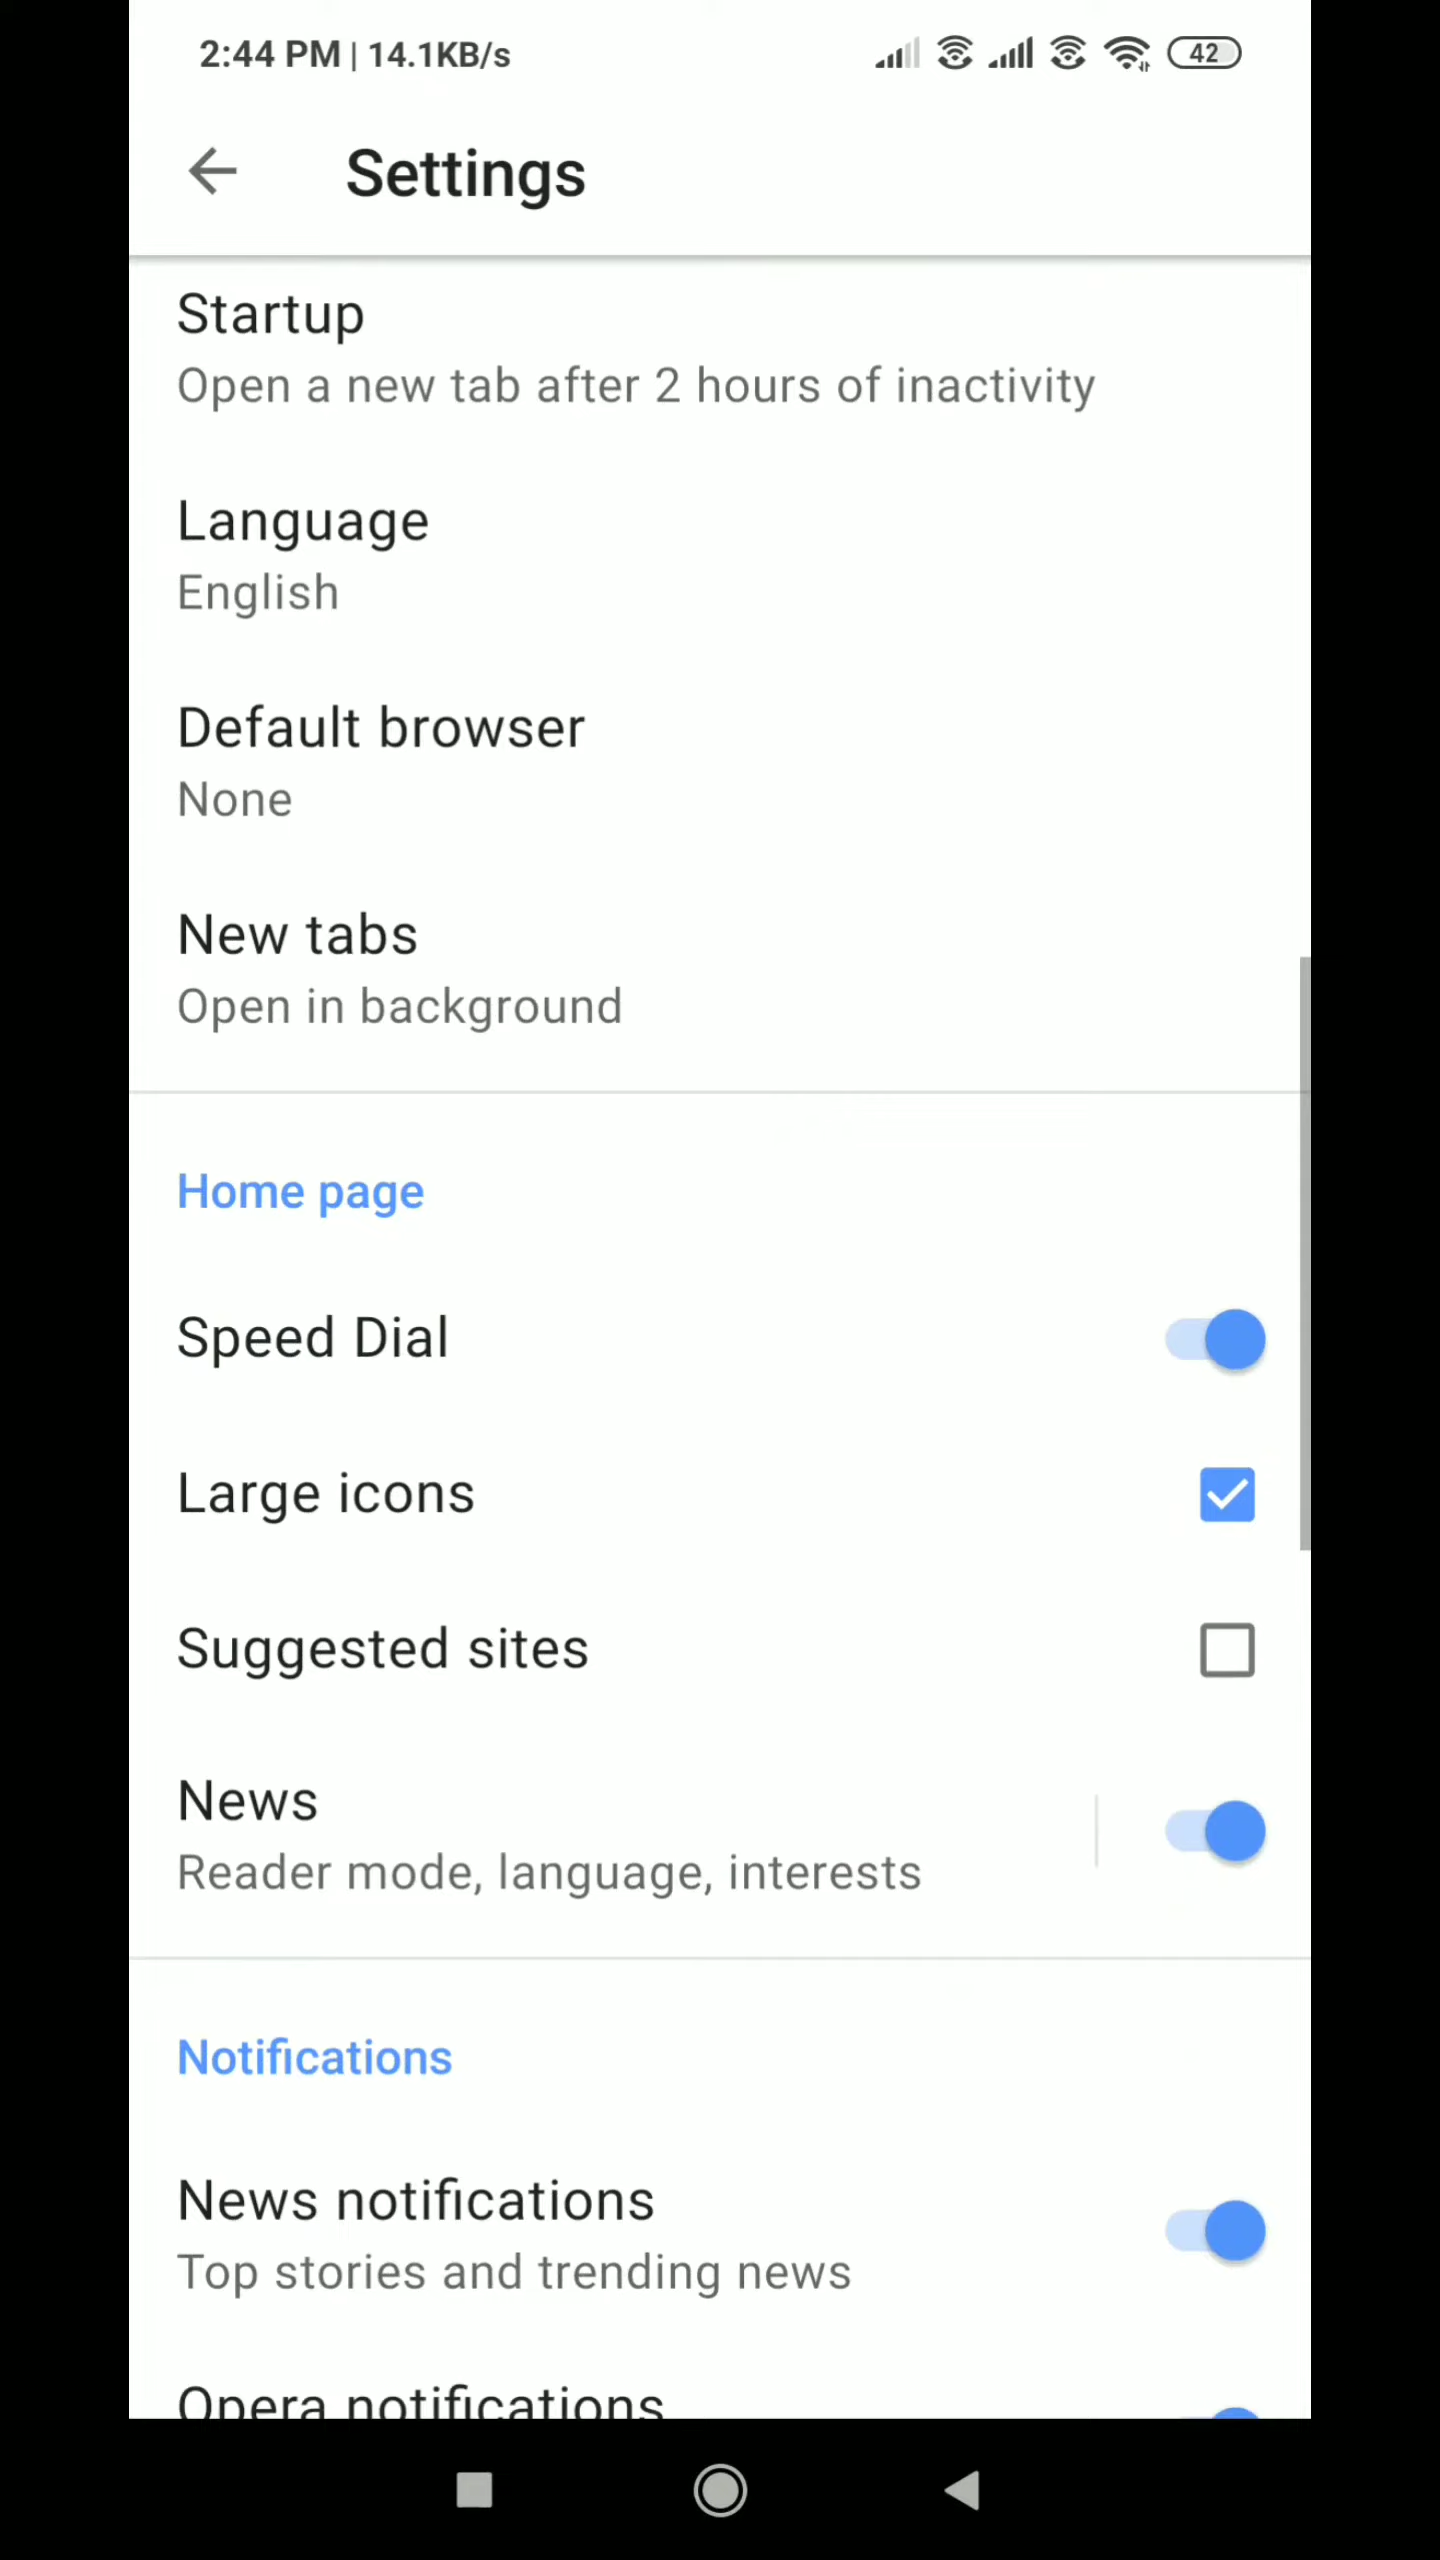 2:44 PM | 14.1KB/s
42
Settings
Startup
Open a new tab after 2 hours of inactivity
Language
English
Default browser
None
New tabs
Open in background
Home page
Speed Dial
Large icons
Suggested sites
News
Reader mode, language, interests
Notifications
News notifications
Top stories and trending news
Opera notifications